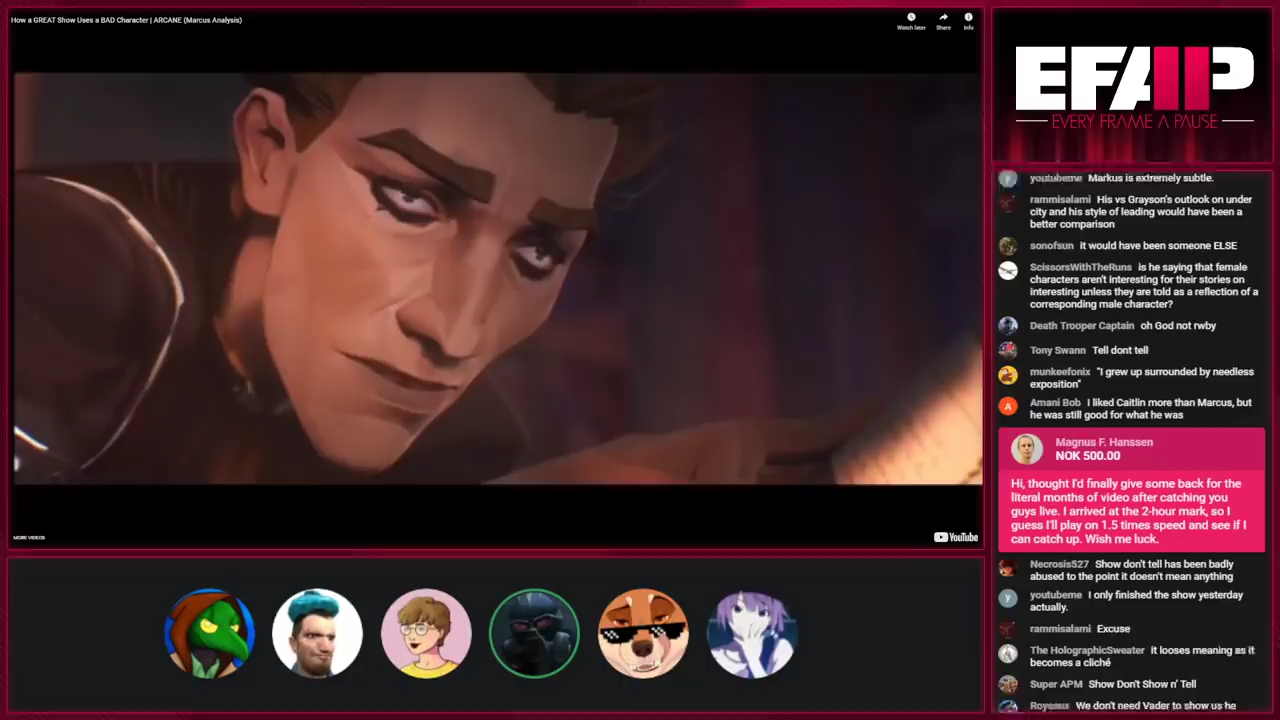 How a GREAT Show Uses a BAD Character | ARCANE (Marcus Analysis)
Watch later
Share
Info
MORE VIDEOS
YouTube
EFAP
EVERY FRAME A PAUSE
youtubeme Markus is extremely subtle.
rammisalami His vs Grayson's outlook on under
city and his style of leading would have been a
better comparison
sonofsun it would have been someone ELSE
ScissorsWithTheRuns is he saying that female
characters aren't interesting for their stories on
interesting unless they are told as a reflection of a
corresponding male character?
Death Trooper Captain oh God not rwby
Tony Swann Tell dont tell
munkeefonix "I grew up surrounded by needless
exposition"
A
Amani Bob I liked Caitlin more than Marcus, but
he was still good for what he was
Magnus F. Hanssen
NOK 500.00
Hi, thought I'd finally give some back for the
literal months of video after catching you
guys live. I arrived at the 2-hour mark, so I
guess I'll play on 1.5 times speed and see if I
can catch up. Wish me luck.
Necrosis527 Show don't tell has been badly
abused to the point it doesn't mean anything
y
youtubeme I only finished the show yesterday
actually.
rammisalami Excuse
The HolographicSweater it looses meaning as it
becomes a cliché
Super APM Show Don't Show n' Tell
Royeaux We don't need Vader to show us he